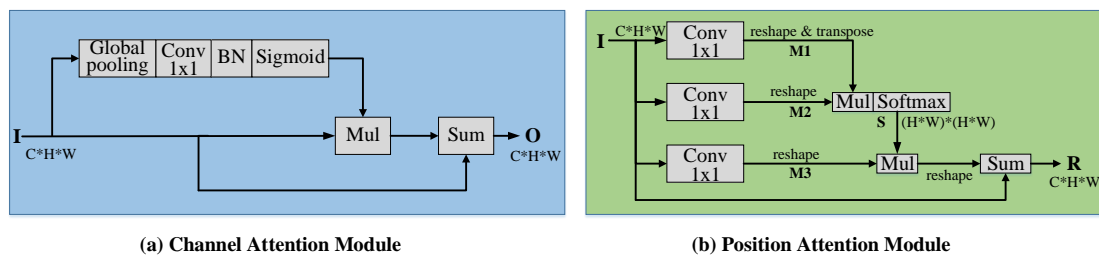 Global pooling
Conv 1x1
BN
Sigmoid
I
C*H*W
Mul
Sum
O
C*H*W
(a) Channel Attention Module
I
C*H*W
Conv 1x1
reshape & transpose
M1
Conv 1x1
reshape
M2
Mul
Softmax
S
(H*W)*(H*W)
Conv 1x1
reshape
M3
Mul
reshape
Sum
R
C*H*W
(b) Position Attention Module